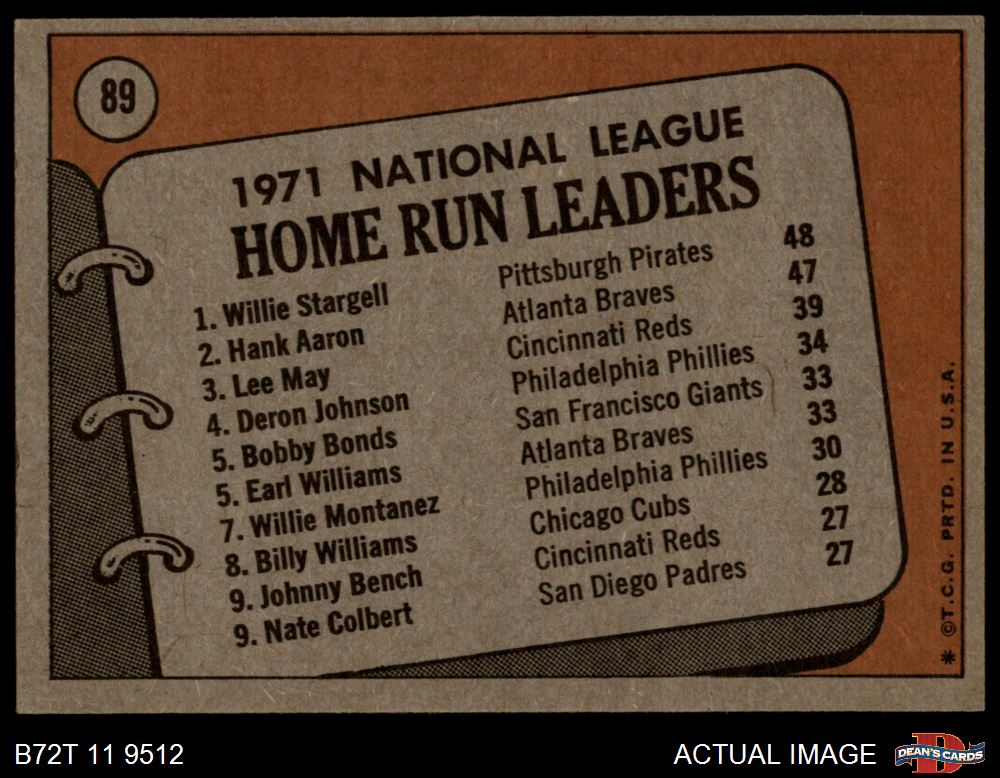 89
1971 NATIONAL LEAGUE
HOME RUN LEADERS
1. Willie Stargell Pittsburgh Pirates 48
2. Hank Aaron Atlanta Braves 47
3. Lee May Cincinnati Reds 39
4. Deron Johnson Philadelphia Phillies 34
5. Bobby Bonds San Francisco Giants 33
5. Earl Williams Atlanta Braves 33
7. Willie Montanez Philadelphia Phillies 30
8. Billy Williams Chicago Cubs 28
9. Johnny Bench Cincinnati Reds 27
9. Nate Colbert San Diego Padres 27
* ©T.C.G. PRTD. IN U.S.A.
B72T 11 9512
ACTUAL IMAGE
D
DEAN'S CARDS